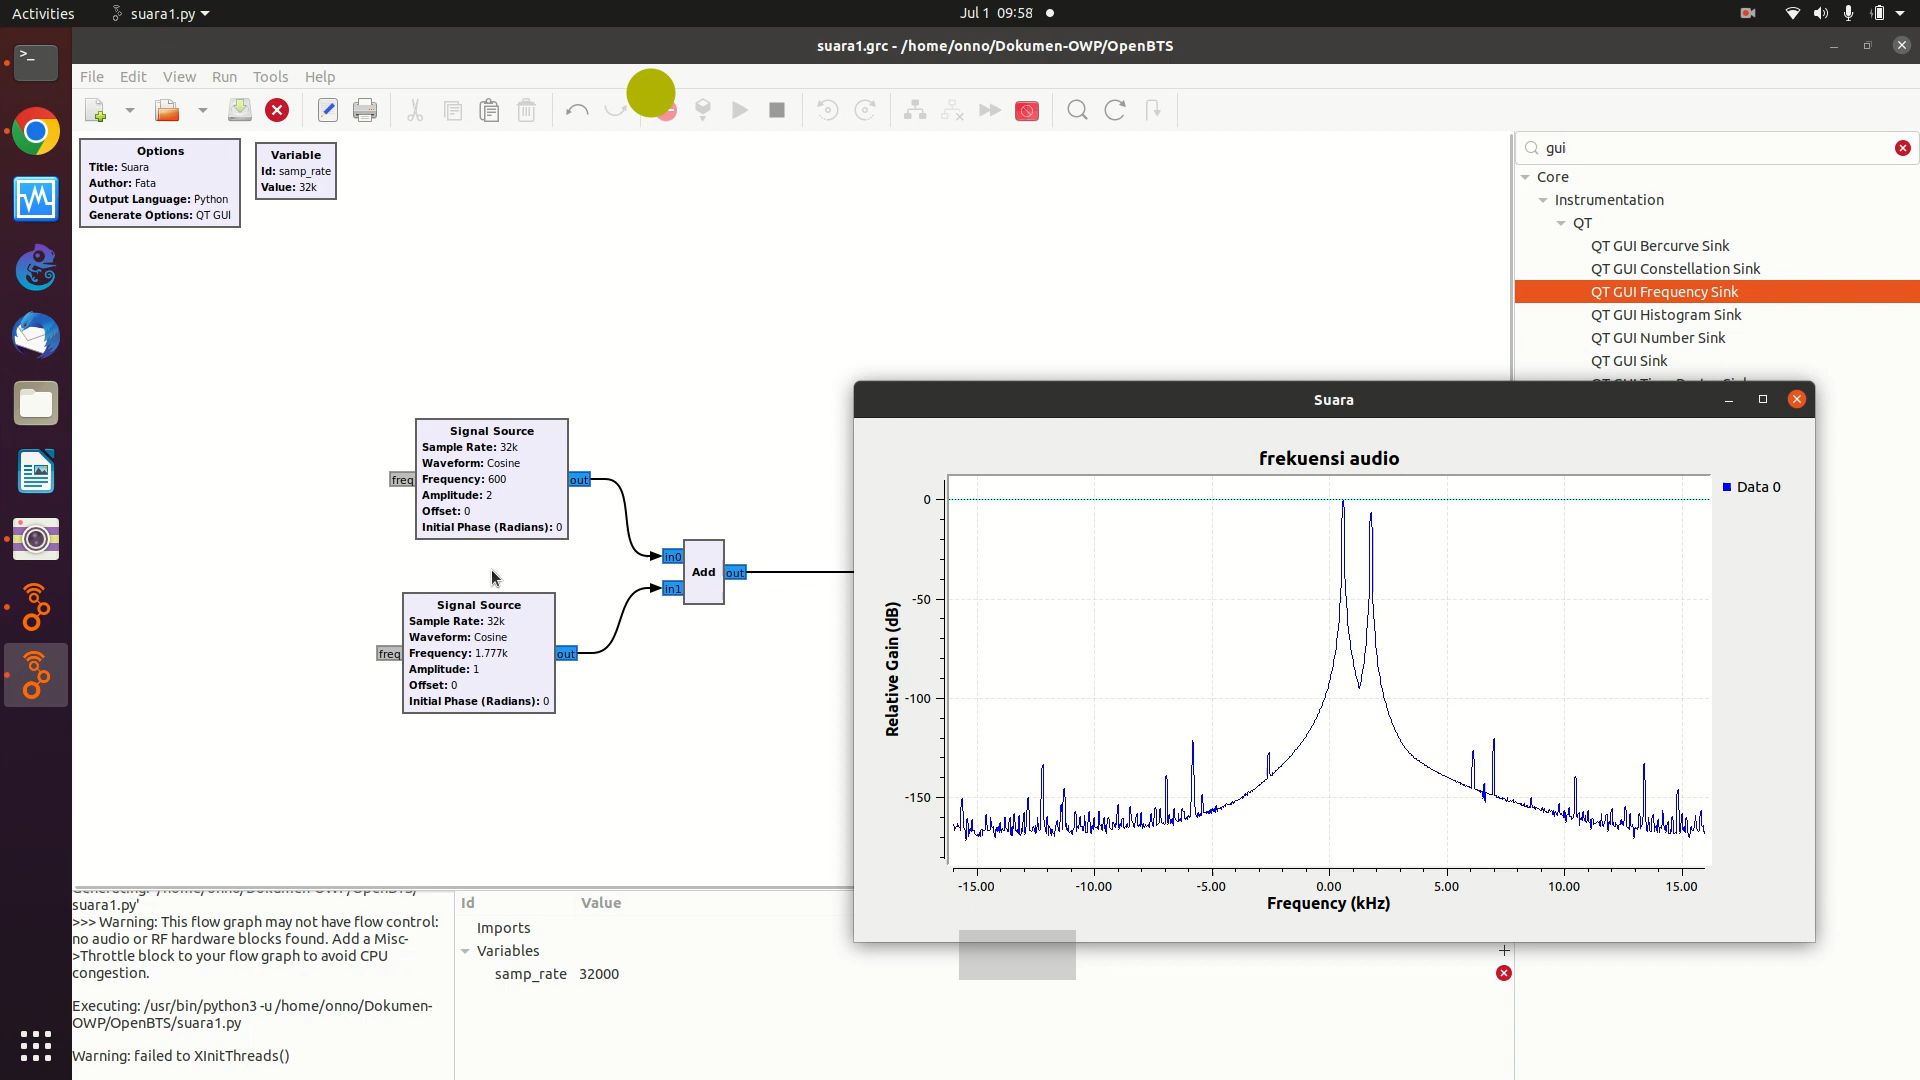 Activities
suara1.py
Jul 1 09:58
suara1.grc - /home/onno/Dokumen-OWP/OpenBTS
File Edit View Run Tools Help
Options
Title: Suara
Author: Fata
Output Language: Python
Generate Options: QT GUI
Variable
Id: samp_rate
Value: 32k
gui
Core
Instrumentation
QT
QT GUI Bercurve Sink
QT GUI Constellation Sink
QT GUI Frequency Sink
QT GUI Histogram Sink
QT GUI Number Sink
QT GUI Sink
Signal Source
Sample Rate: 32k
Waveform: Cosine
Frequency: 600
Amplitude: 2
Offset: 0
Initial Phase (Radians): 0
freq
out
Signal Source
Sample Rate: 32k
Waveform: Cosine
Frequency: 1.777k
Amplitude: 1
Offset: 0
Initial Phase (Radians): 0
freq
out
in0
in1
Add
out
Suara
frekuensi audio
Data 0
Relative Gain (dB)
0
-50
-100
-150
-15.00 -10.00 -5.00 0.00 5.00 10.00 15.00
Frequency (kHz)
suara1.py'
>>> Warning: This flow graph may not have flow control:
no audio or RF hardware blocks found. Add a Misc-
>Throttle block to your flow graph to avoid CPU
congestion.
Executing: /usr/bin/python3 -u /home/onno/Dokumen-
OWP/OpenBTS/suara1.py
Warning: failed to XInitThreads()
Id Value
Imports
Variables
samp_rate 32000